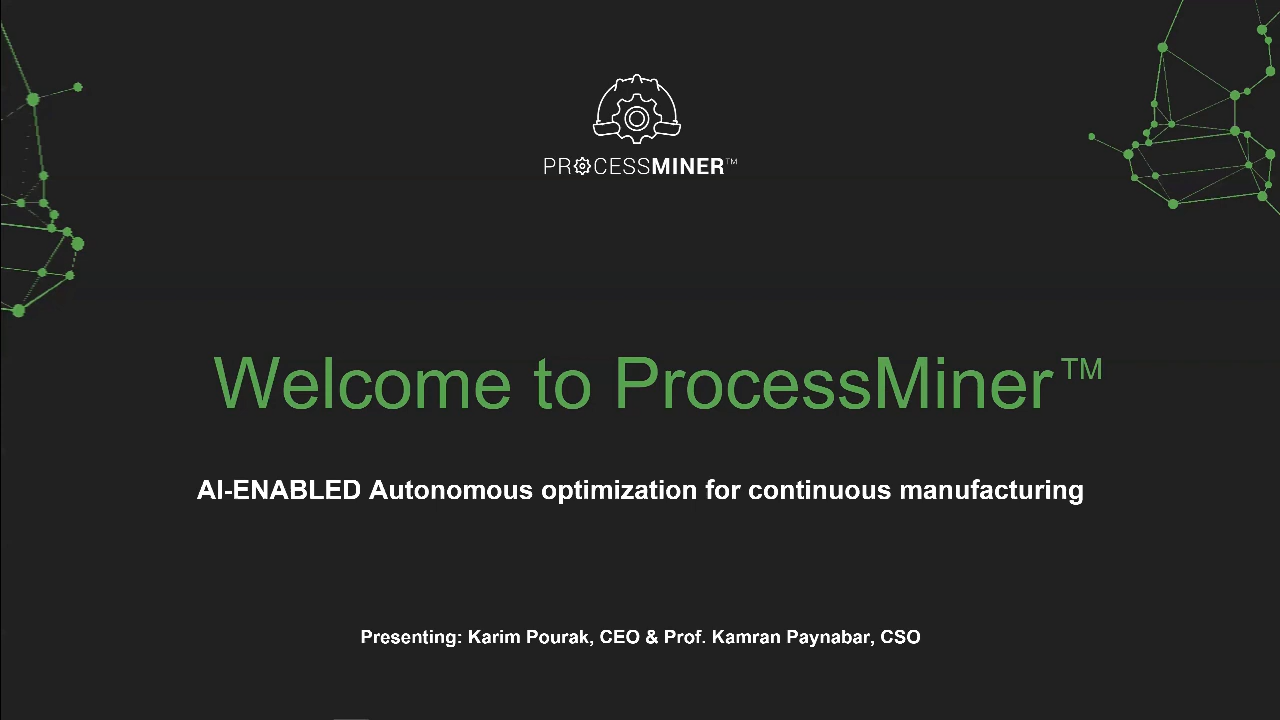 PROCESSMINER™
Welcome to ProcessMiner™
AI-ENABLED Autonomous optimization for continuous manufacturing
Presenting: Karim Pourak, CEO & Prof. Kamran Paynabar, CSO